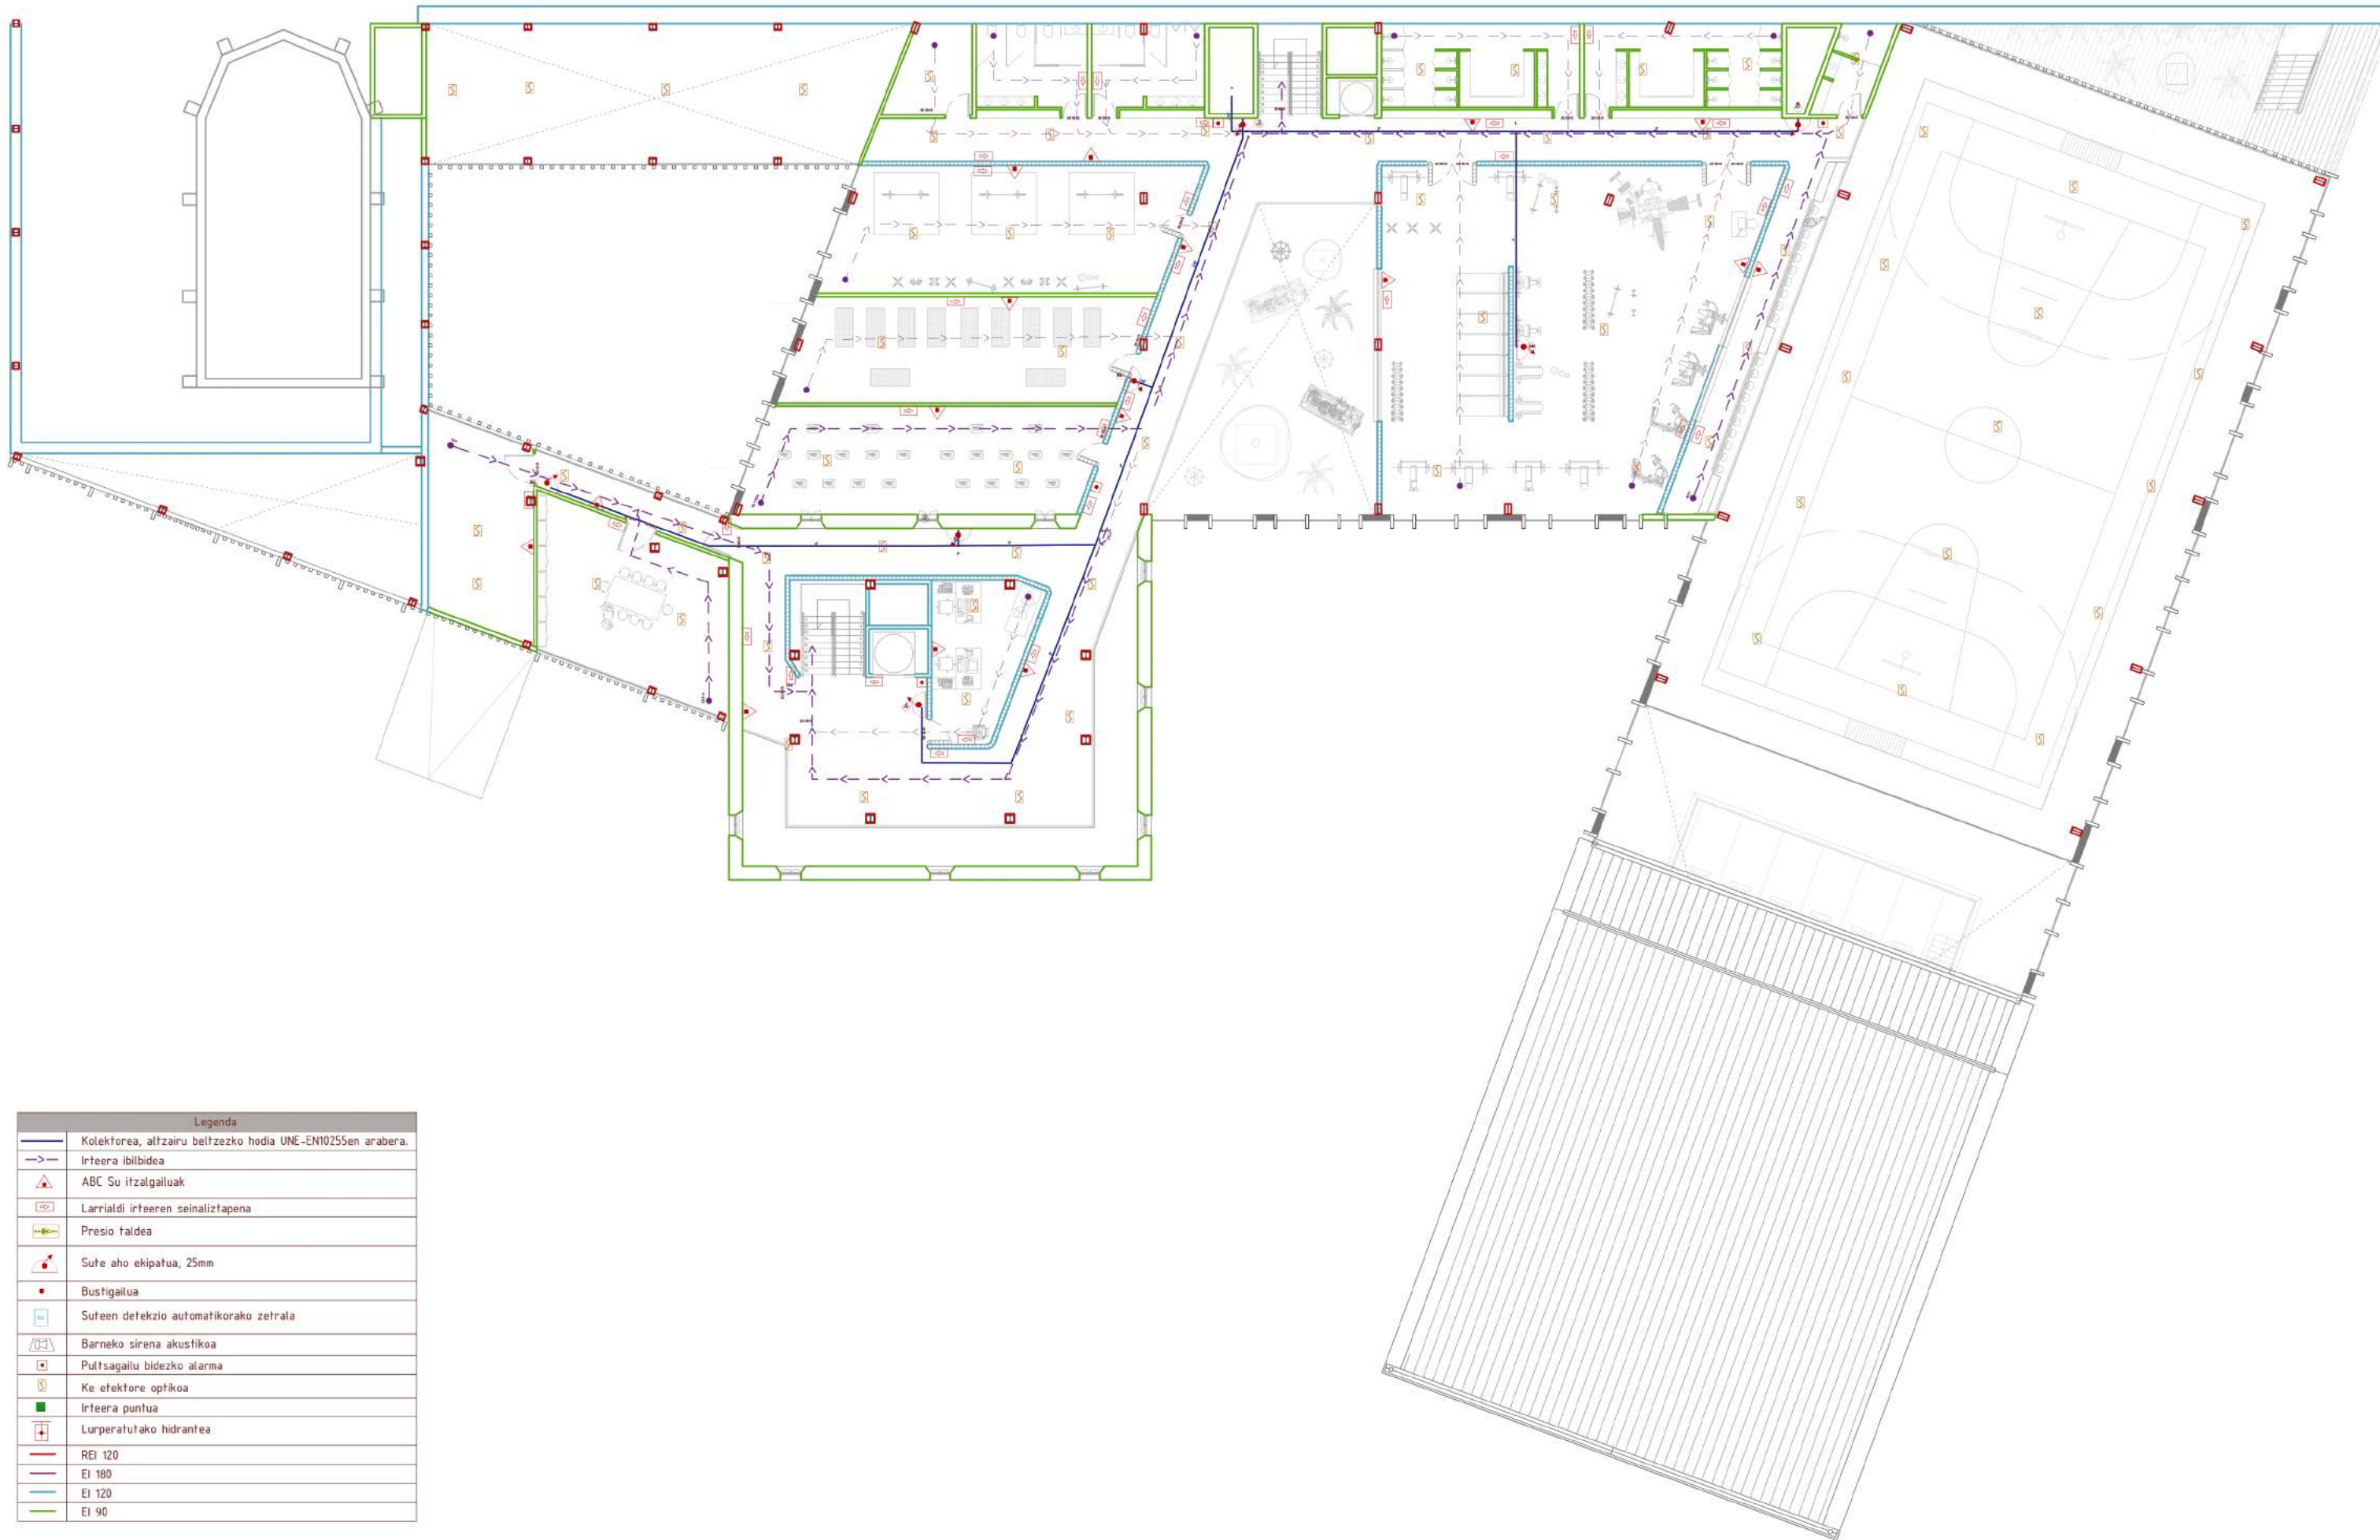 Legenda
Kolektorea, altzairu beltzezko hodia UNE-EN10255en arabera.
Irteera ibilbidea
ABC Su itzalgailuak
Larrialdi irteeren seinaliztapena
Presio taldea
Sute aho ekipatua, 25mm
Bustigailua
Suteen detekzio automatikorako zetrala
Barneko sirena akustikoa
Pultsagailu bidezko alarma
Ke etektore optikoa
Irteera puntua
Lurperatutako hidrantea
REI 120
EI 180
EI 120
EI 90